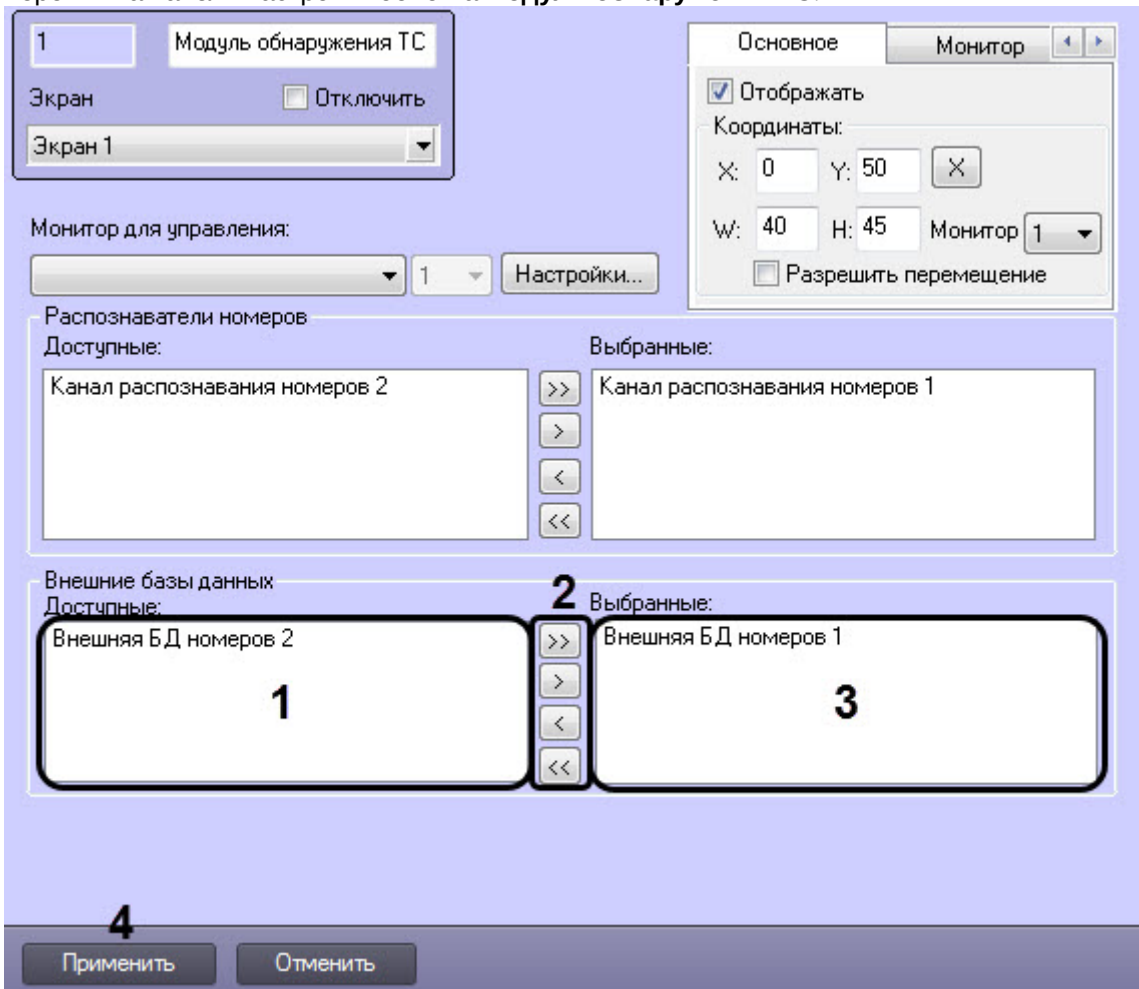 1 Модуль обнаружения ТС
Экран Отключить
Экран 1
Основное Монитор
Отображать
Координаты:
X: 0 Y: 50 X
W: 40 H: 45 Монитор 1
Разрешить перемещение
Монитор для управления:
1 Настройки...
Распознаватели номеров
Доступные: Выбранные:
Канал распознавания номеров 2 >> Канал распознавания номеров 1
>
<
<<
Внешние базы данных
Доступные: 2 Выбранные:
Внешняя БД номеров 2 >> Внешняя БД номеров 1
1 > 3
<
<<
4
Применить Отменить